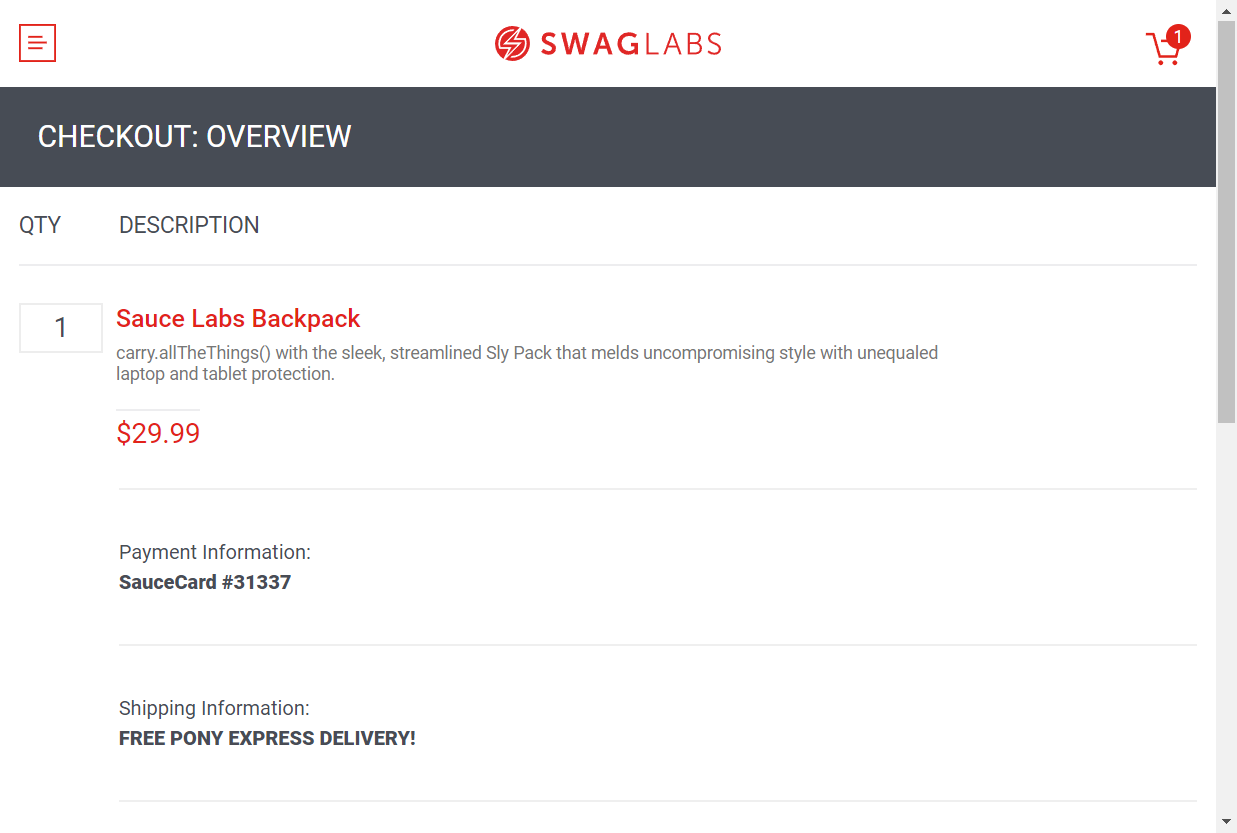 SWAGLABS
1
CHECKOUT: OVERVIEW
QTY DESCRIPTION
1
Sauce Labs Backpack
carry.allTheThings() with the sleek, streamlined Sly Pack that melds uncompromising style with unequaled
laptop and tablet protection.
$29.99
Payment Information:
SauceCard #31337
Shipping Information:
FREE PONY EXPRESS DELIVERY!